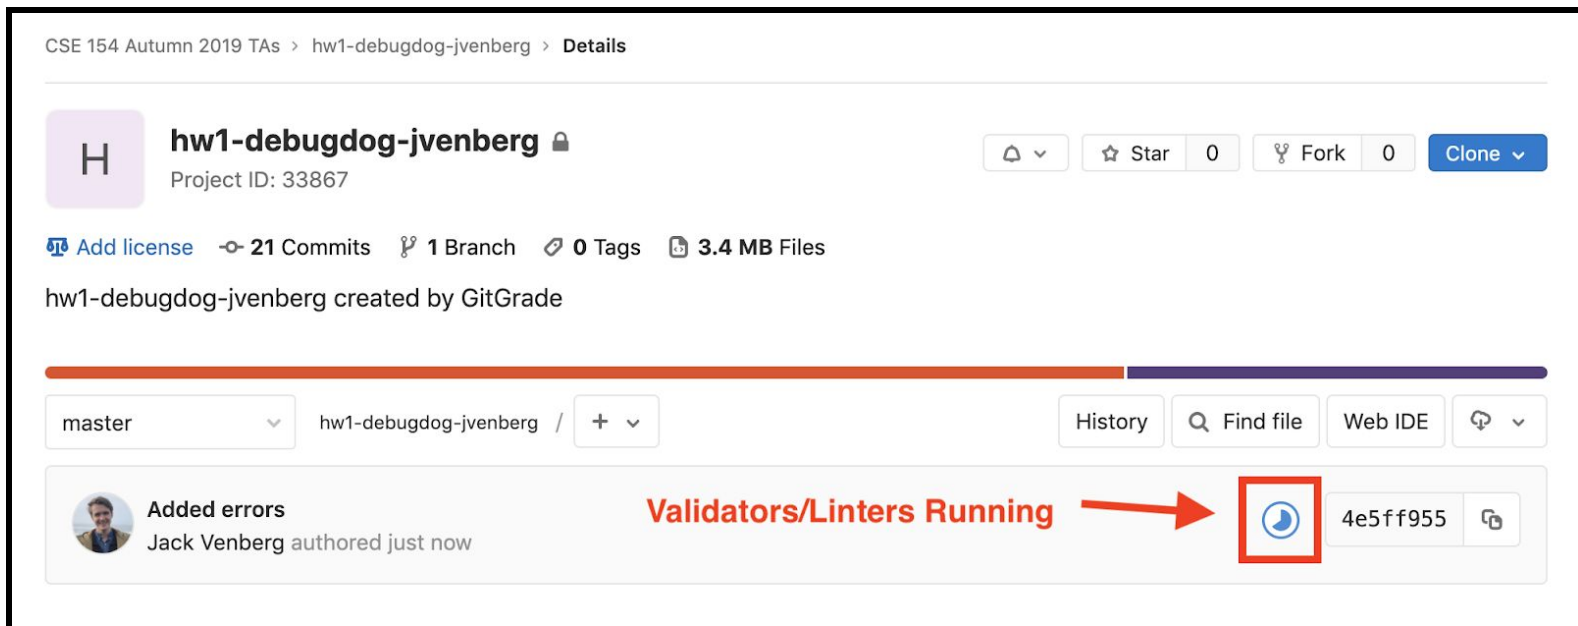 CSE 154 Autumn 2019 TAs > hw1-debugdog-jvenberg > Details
H
hw1-debugdog-jvenberg
Project ID: 33867
Star 0 Fork 0 Clone
Add license 21 Commits 1 Branch 0 Tags 3.4 MB Files
hw1-debugdog-jvenberg created by GitGrade
master hw1-debugdog-jvenberg / + History Find file Web IDE
Added errors
Jack Venberg authored just now
Validators/Linters Running
4e5ff955